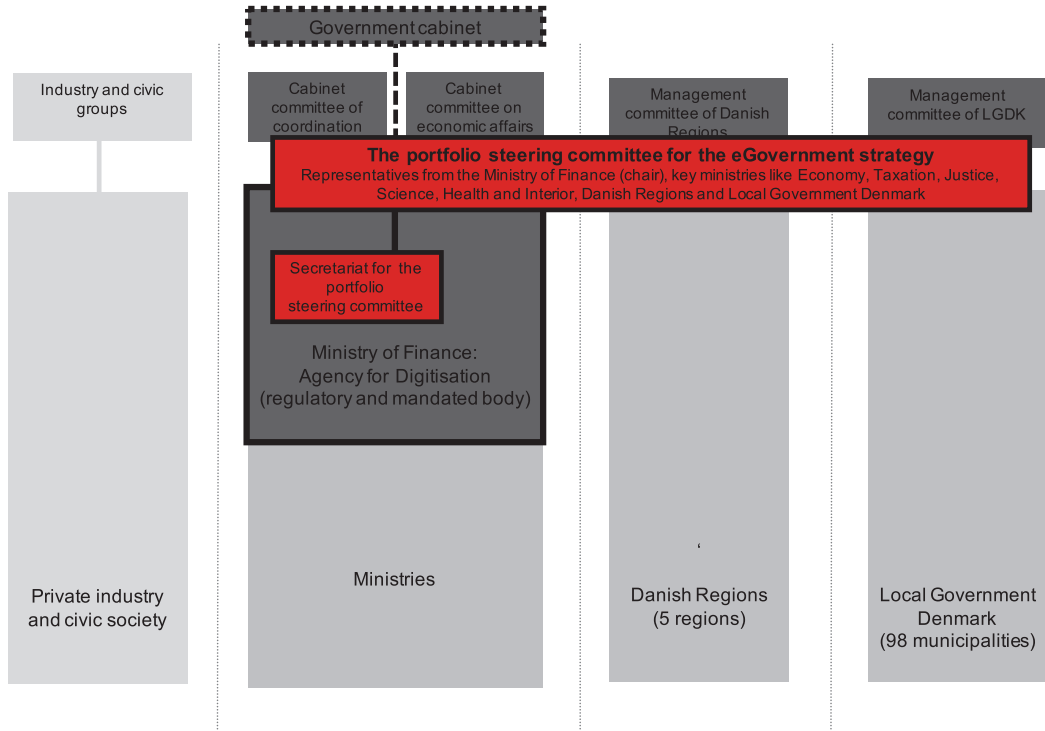 Government cabinet
Industry and civic
groups
Cabinet
committee of
coordination
Cabinet
committee on
economic affairs
Management
committee of Danish
Regions
Management
committee of LGDK
The portfolio steering committee for the eGovernment strategy
Representatives from the Ministry of Finance (chair), key ministries like Economy, Taxation, Justice,
Science, Health and Interior, Danish Regions and Local Government Denmark
Secretariat for the
portfolio
steering committee
Ministry of Finance:
Agency for Digitisation
(regulatory and mandated body)
Private industry
and civic society
Ministries
‘
Danish Regions
(5 regions)
Local Government
Denmark
(98 municipalities)